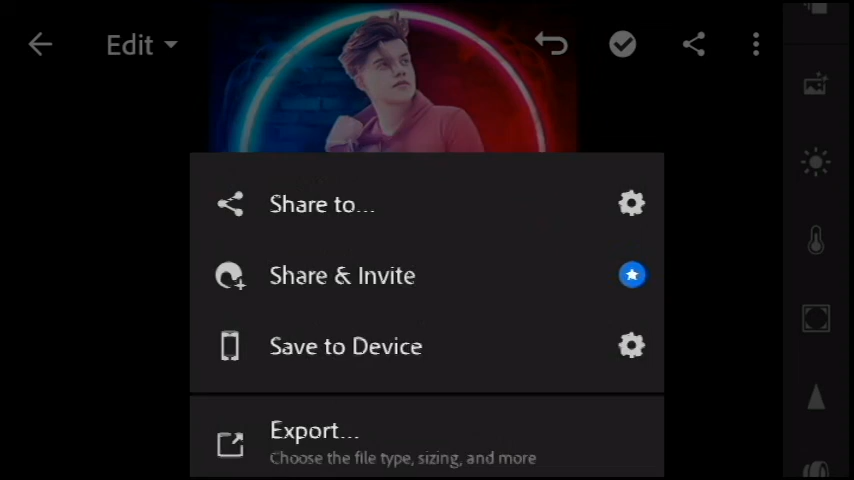 Edit
Share to...
Share & Invite
Save to Device
Export...
Choose the file type, sizing, and more